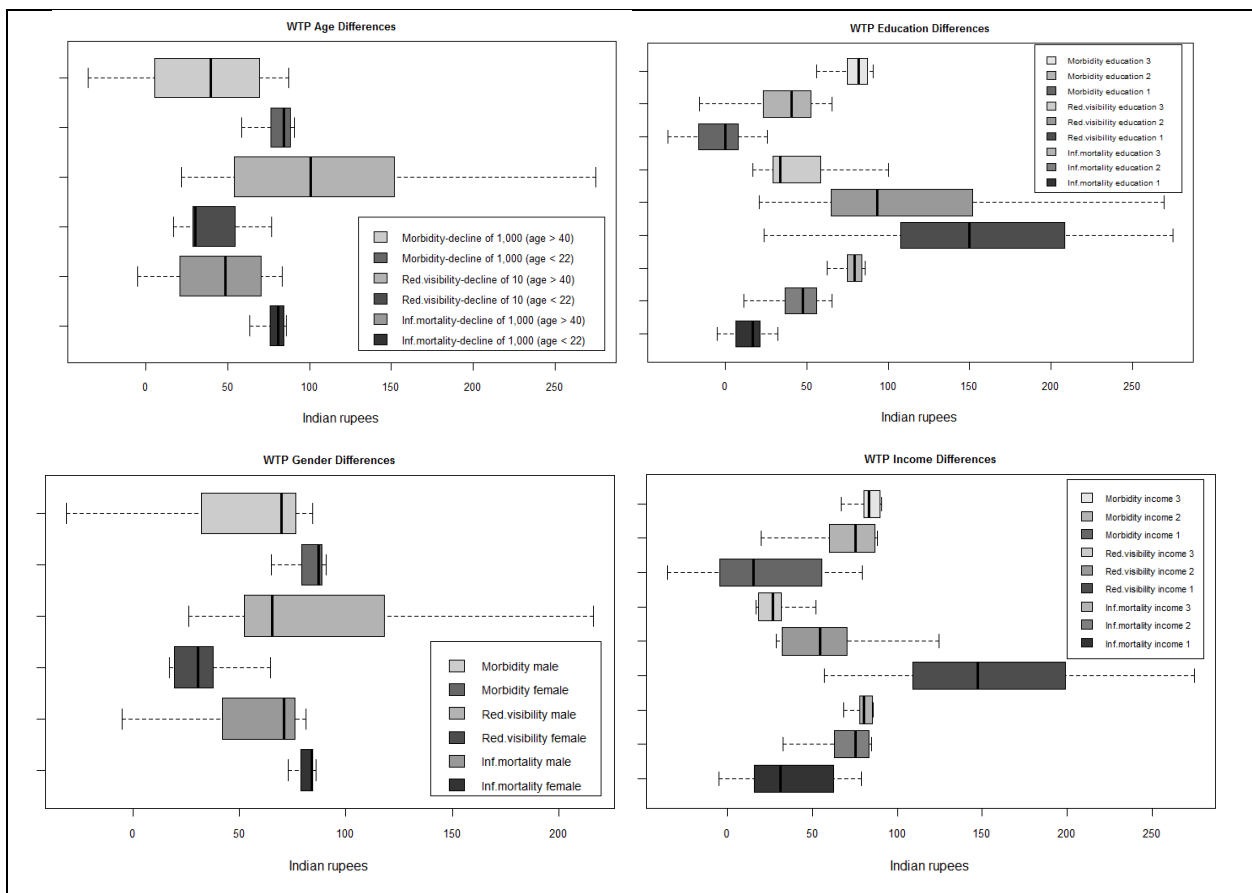 WTP Age Differences
Morbidity-decline of 1,000 (age > 40)
Morbidity-decline of 1,000 (age < 22)
Red.visibility-decline of 10 (age > 40)
Red.visibility-decline of 10 (age < 22)
Inf.mortality-decline of 1,000 (age > 40)
Inf.mortality-decline of 1,000 (age < 22)
0 50 100 150 200 250
Indian rupees
WTP Education Differences
Morbidity education 3
Morbidity education 2
Morbidity education 1
Red.visibility education 3
Red.visibility education 2
Red.visibility education 1
Inf.mortality education 3
Inf.mortality education 2
Inf.mortality education 1
0 50 100 150 200 250
Indian rupees
WTP Gender Differences
Morbidity male
Morbidity female
Red.visibility male
Red.visibility female
Inf.mortality male
Inf.mortality female
0 50 100 150 200
Indian rupees
WTP Income Differences
Morbidity income 3
Morbidity income 2
Morbidity income 1
Red.visibility income 3
Red.visibility income 2
Red.visibility income 1
Inf.mortality income 3
Inf.mortality income 2
Inf.mortality income 1
0 50 100 150 200 250
Indian rupees